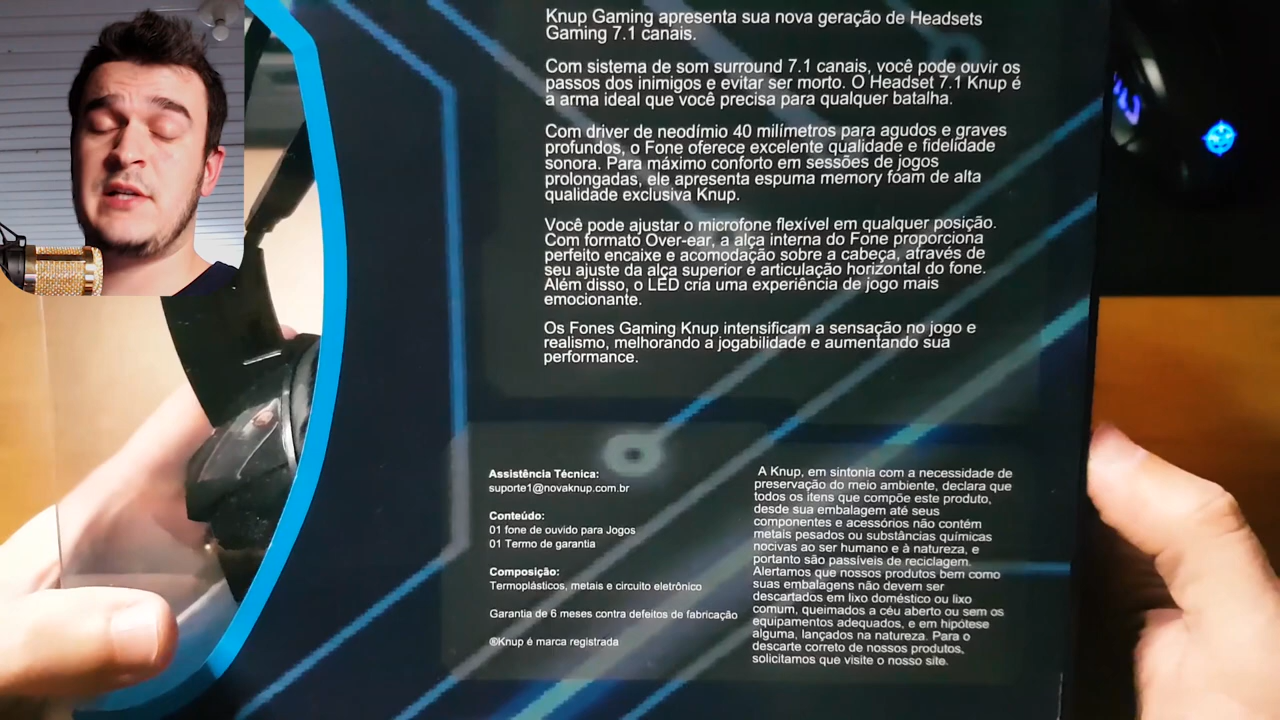 Knup Gaming apresenta sua nova geração de Headsets
Gaming 7.1 canais.
Com sistema de som surround 7.1 canais, você pode ouvir os
passos dos inimigos e evitar ser morto. O Headset 7.1 Knup é
a arma ideal que você precisa para qualquer batalha.
Com driver de neodímio 40 milímetros para agudos e graves
profundos, o Fone oferece excelente qualidade e fidelidade
sonora. Para máximo conforto em sessões de jogos
prolongadas, ele apresenta espuma memory foam de alta
qualidade exclusiva Knup.
Você pode ajustar o microfone flexível em qualquer posição.
Com formato Over-ear, a alça interna do Fone proporciona
perfeito encaixe e acomodação sobre a cabeça, através de
seu ajuste da alça superior e articulação horizontal do fone.
Além disso, o LED cria uma experiência de jogo mais
emocionante.
Os Fones Gaming Knup intensificam a sensação no jogo e
realismo, melhorando a jogabilidade e aumentando sua
performance.
Assistência Técnica:
suporte1@novaknup.com.br
Conteúdo:
01 fone de ouvido para Jogos
01 Termo de garantia
Composição:
Termoplásticos, metais e circuito eletrônico
Garantia de 6 meses contra defeitos de fabricação
®Knup é marca registrada
A Knup, em sintonia com a necessidade de
preservação do meio ambiente, declara que
todos os itens que compõe este produto,
desde sua embalagem até seus
componentes e acessórios não contém
metais pesados ou substâncias químicas
nocivas ao ser humano e à natureza, e
portanto são passíveis de reciclagem.
Alertamos que nossos produtos bem como
suas embalagens não devem ser
descartados em lixo doméstico ou lixo
comum, queimados a céu aberto ou sem os
equipamentos adequados, e em hipótese
alguma, lançados na natureza. Para o
descarte correto de nossos produtos,
solicitamos que visite o nosso site.